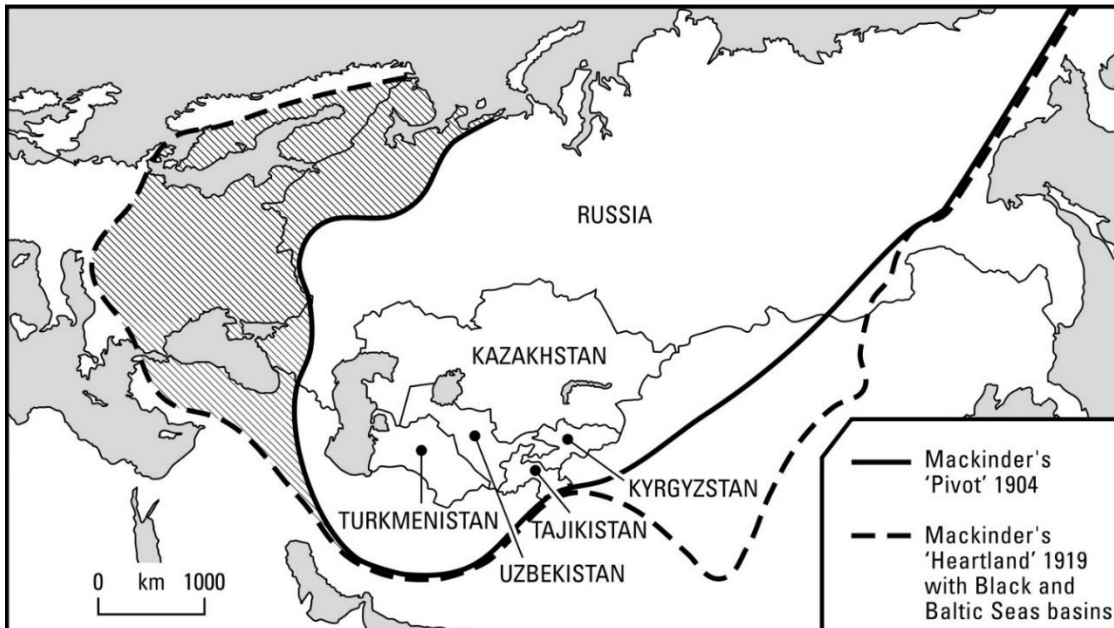 RUSSIA
KAZAKHSTAN
KYRGYZSTAN
TURKMENISTAN
TAJIKISTAN
UZBEKISTAN
0 km 1000
Mackinder's
'Pivot' 1904
Mackinder's
'Heartland' 1919
with Black and
Baltic Seas basins